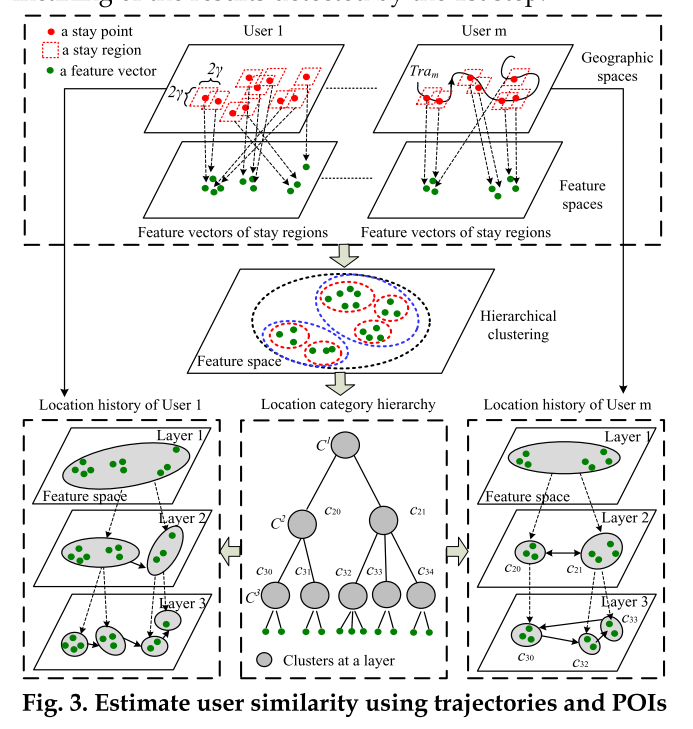 a stay point
a stay region
a feature vector
User 1
User m
Geographic
spaces
2γ
2γ
Tra_m
Feature
spaces
Feature vectors of stay regions
Feature vectors of stay regions
Hierarchical
clustering
Feature space
Location history of User 1
Location category hierarchy
Location history of User m
Layer 1
Feature space
Layer 2
Layer 3
C¹
C²
c₂₀
c₂₁
c₃₀
c₃₁
c₃₂
c₃₃
c₃₄
C³
Clusters at a layer
Layer 1
Feature space
Layer 2
c₂₀
c₂₁
Layer 3
c₃₃
c₃₀
c₃₂
Fig. 3. Estimate user similarity using trajectories and POIs